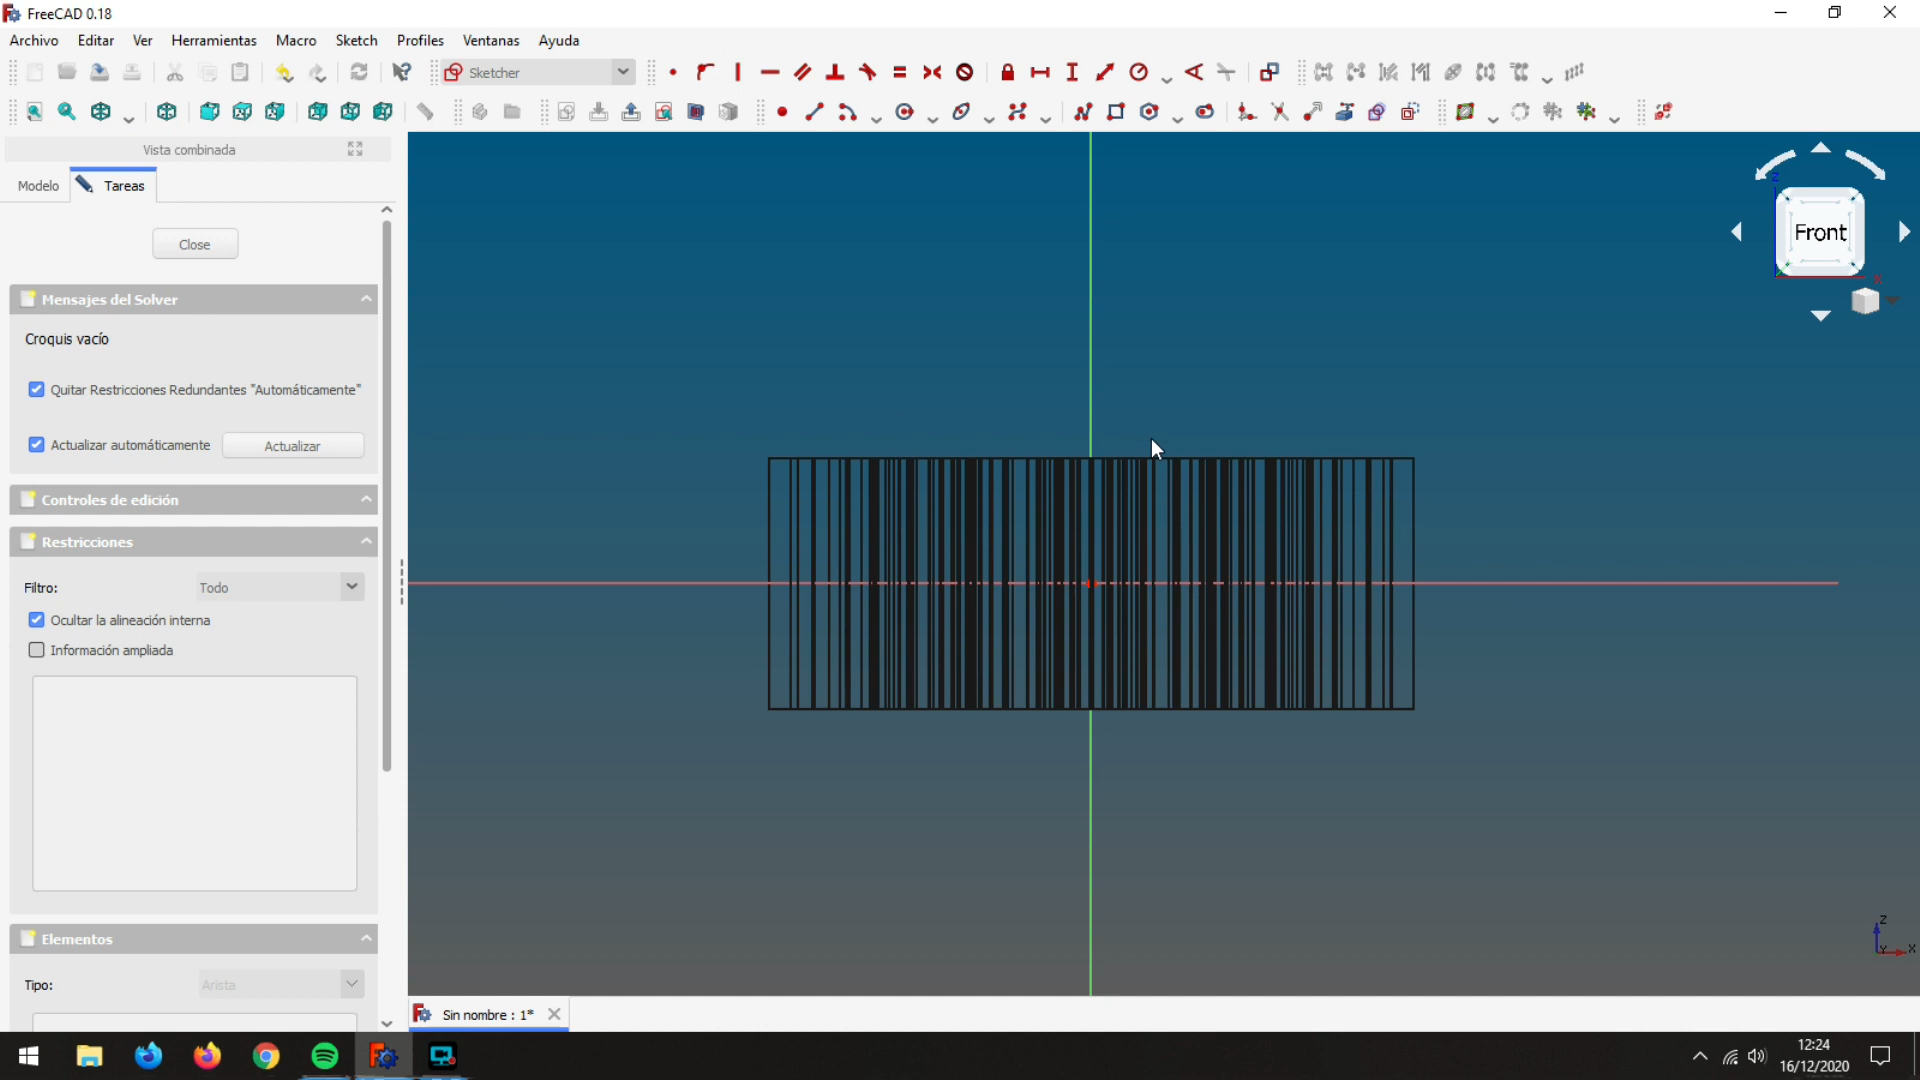 FreeCAD 0.18
Archivo Editar Ver Herramientas Macro Sketch Profiles Ventanas Ayuda
Sketcher
Vista combinada
Modelo Tareas
Close
Mensajes del Solver
Croquis vacío
Quitar Restricciones Redundantes "Automáticamente"
Actualizar automáticamente Actualizar
Controles de edición
Restricciones
Filtro: Todo
Ocultar la alineación interna
Información ampliada
Elementos
Tipo: Arista
Front
Z
X
Z
Y X
Sin nombre : 1*
12:24
16/12/2020